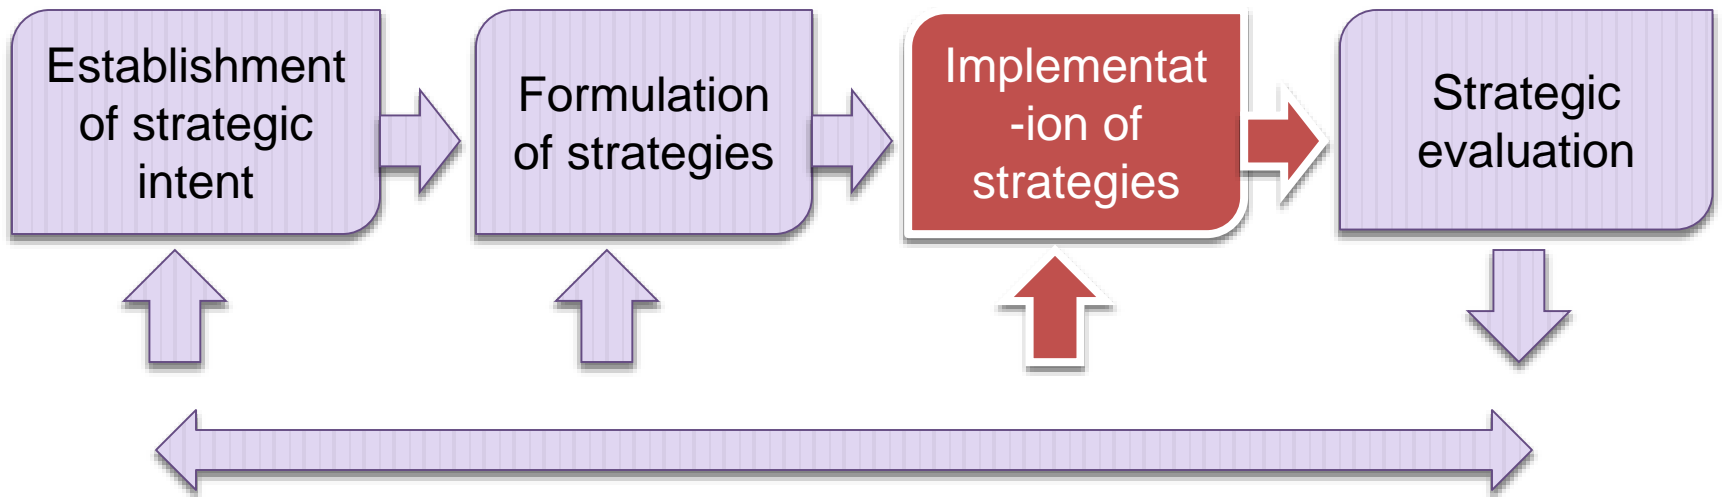 Establishment
of strategic
intent
Formulation
of strategies
Implementat
-ion of
strategies
Strategic
evaluation